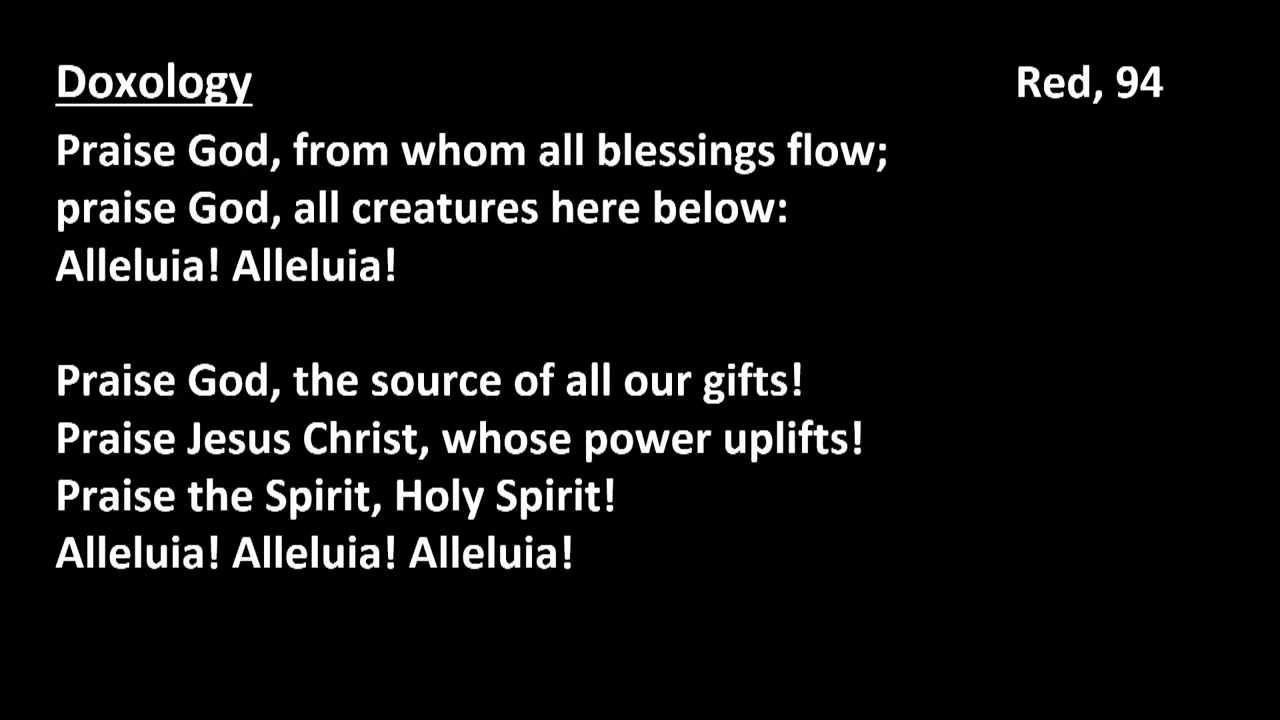 Doxology Red, 94
Praise God, from whom all blessings flow;
praise God, all creatures here below:
Alleluia! Alleluia!
Praise God, the source of all our gifts!
Praise Jesus Christ, whose power uplifts!
Praise the Spirit, Holy Spirit!
Alleluia! Alleluia! Alleluia!